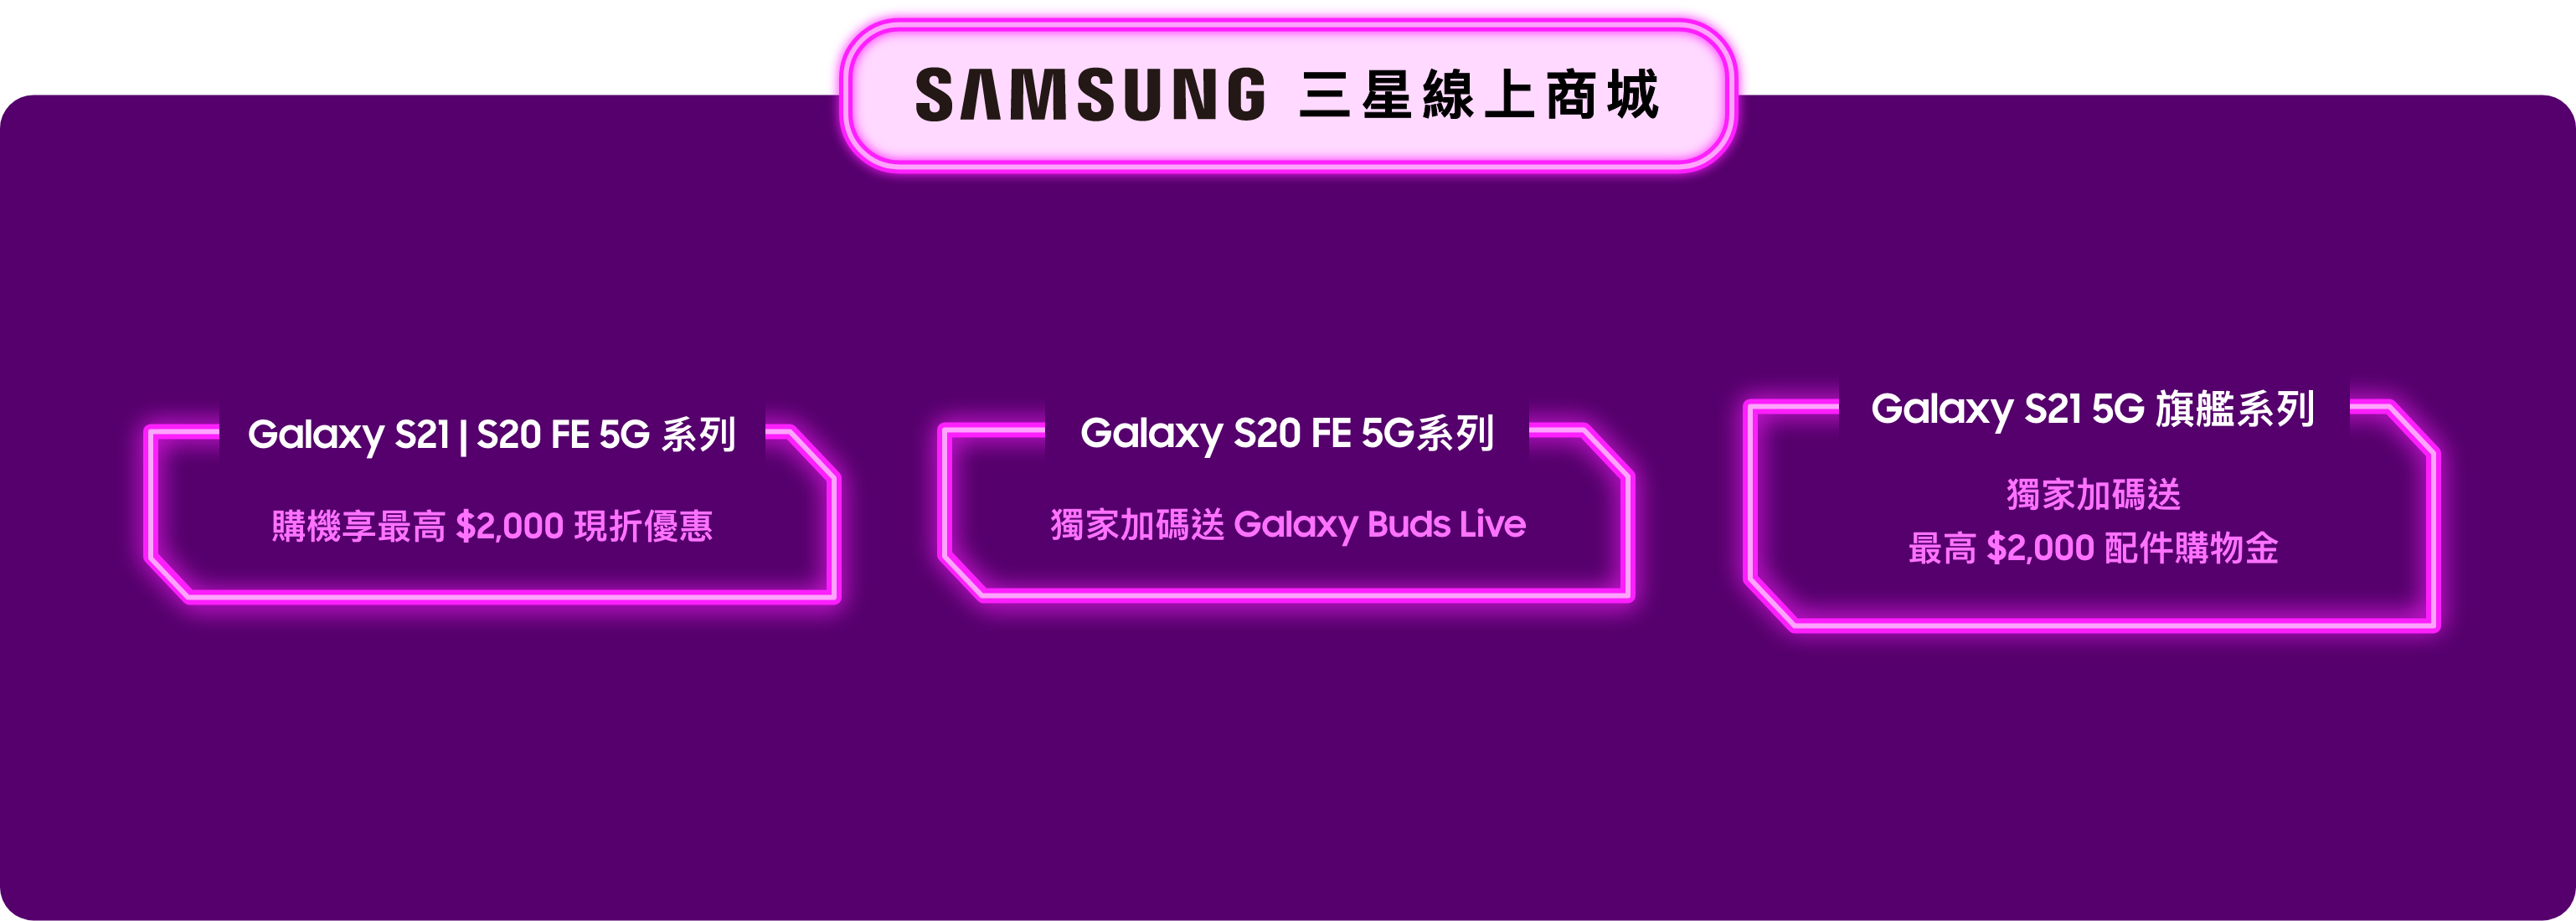 SAMSUNG 三星線上商城
Galaxy S21 | S20 FE 5G 系列
購機享最高 $2,000 現折優惠
Galaxy S20 FE 5G系列
獨家加碼送 Galaxy Buds Live
Galaxy S21 5G 旗艦系列
獨家加碼送
最高 $2,000 配件購物金